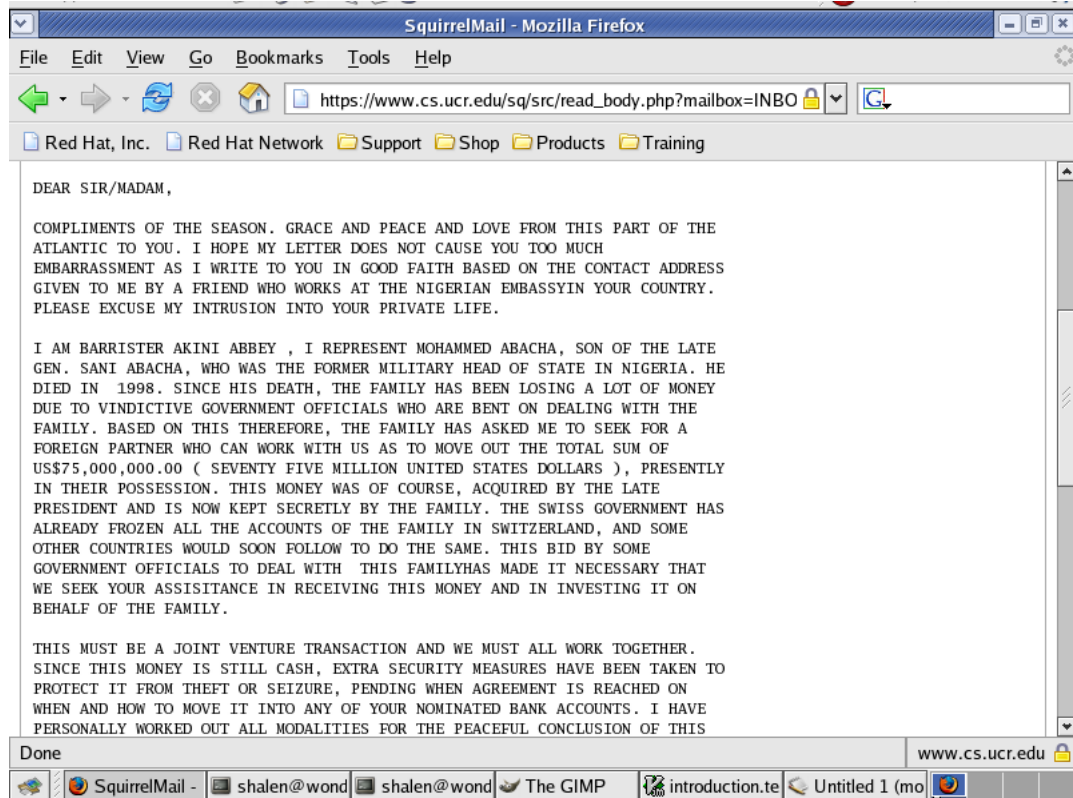 SquirrelMail - Mozilla Firefox
File Edit View Go Bookmarks Tools Help
https://www.cs.ucr.edu/sq/src/read_body.php?mailbox=INBO G
Red Hat, Inc. Red Hat Network Support Shop Products Training
DEAR SIR/MADAM,
COMPLIMENTS OF THE SEASON. GRACE AND PEACE AND LOVE FROM THIS PART OF THE
ATLANTIC TO YOU. I HOPE MY LETTER DOES NOT CAUSE YOU TOO MUCH
EMBARRASSMENT AS I WRITE TO YOU IN GOOD FAITH BASED ON THE CONTACT ADDRESS
GIVEN TO ME BY A FRIEND WHO WORKS AT THE NIGERIAN EMBASSYIN YOUR COUNTRY.
PLEASE EXCUSE MY INTRUSION INTO YOUR PRIVATE LIFE.
I AM BARRISTER AKINI ABBEY , I REPRESENT MOHAMMED ABACHA, SON OF THE LATE
GEN. SANI ABACHA, WHO WAS THE FORMER MILITARY HEAD OF STATE IN NIGERIA. HE
DIED IN  1998. SINCE HIS DEATH, THE FAMILY HAS BEEN LOSING A LOT OF MONEY
DUE TO VINDICTIVE GOVERNMENT OFFICIALS WHO ARE BENT ON DEALING WITH THE
FAMILY. BASED ON THIS THEREFORE, THE FAMILY HAS ASKED ME TO SEEK FOR A
FOREIGN PARTNER WHO CAN WORK WITH US AS TO MOVE OUT THE TOTAL SUM OF
US$75,000,000.00 ( SEVENTY FIVE MILLION UNITED STATES DOLLARS ), PRESENTLY
IN THEIR POSSESSION. THIS MONEY WAS OF COURSE, ACQUIRED BY THE LATE
PRESIDENT AND IS NOW KEPT SECRETLY BY THE FAMILY. THE SWISS GOVERNMENT HAS
ALREADY FROZEN ALL THE ACCOUNTS OF THE FAMILY IN SWITZERLAND, AND SOME
OTHER COUNTRIES WOULD SOON FOLLOW TO DO THE SAME. THIS BID BY SOME
GOVERNMENT OFFICIALS TO DEAL WITH  THIS FAMILYHAS MADE IT NECESSARY THAT
WE SEEK YOUR ASSISITANCE IN RECEIVING THIS MONEY AND IN INVESTING IT ON
BEHALF OF THE FAMILY.
THIS MUST BE A JOINT VENTURE TRANSACTION AND WE MUST ALL WORK TOGETHER.
SINCE THIS MONEY IS STILL CASH, EXTRA SECURITY MEASURES HAVE BEEN TAKEN TO
PROTECT IT FROM THEFT OR SEIZURE, PENDING WHEN AGREEMENT IS REACHED ON
WHEN AND HOW TO MOVE IT INTO ANY OF YOUR NOMINATED BANK ACCOUNTS. I HAVE
PERSONALLY WORKED OUT ALL MODALITIES FOR THE PEACEFUL CONCLUSION OF THIS
Done www.cs.ucr.edu
SquirrelMail - shalen@wond shalen@wond The GIMP introduction.te Untitled 1 (mo